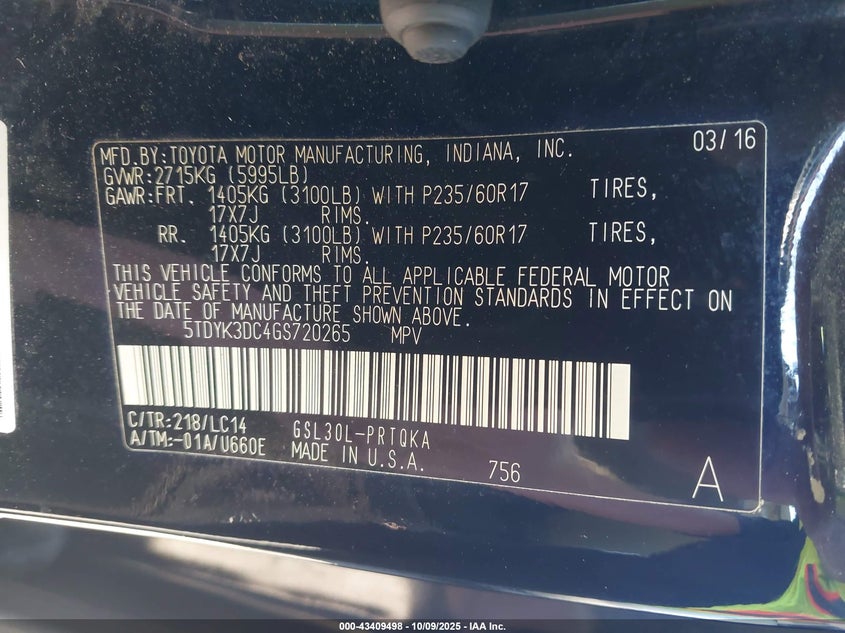 MFD.BY:TOYOTA MOTOR MANUFACTURING, INDIANA, INC. 03/16
GVWR:2715KG (5995LB)
GAWR:FRT. 1405KG (3100LB) WITH P235/60R17 TIRES,
17X7J RIMS.
RR. 1405KG (3100LB) WITH P235/60R17 TIRES,
17X7J RIMS.
THIS VEHICLE CONFORMS TO ALL APPLICABLE FEDERAL MOTOR
VEHICLE SAFETY AND THEFT PREVENTION STANDARDS IN EFFECT ON
THE DATE OF MANUFACTURE SHOWN ABOVE.
5TDYK3DC4GS720265 MPV
C/TR:218/LC14 GSL30L-PRTQKA
A/TM:-01A/U660E MADE IN U.S.A. 756 A
000-43409498 - 10/09/2025 - IAA Inc.